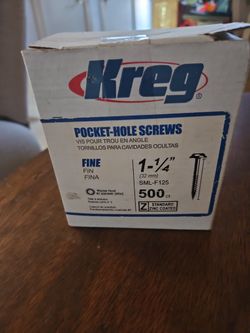 Kreg®
POCKET-HOLE SCREWS
VIS POUR TROU EN ANGLE
TORNILLOS PARA CAVIDADES OCULTAS
FINE
FIN
FINA
1-1/4"
(32 mm)
SML-F125
500 ct
Z STANDARD
ZINC COATED